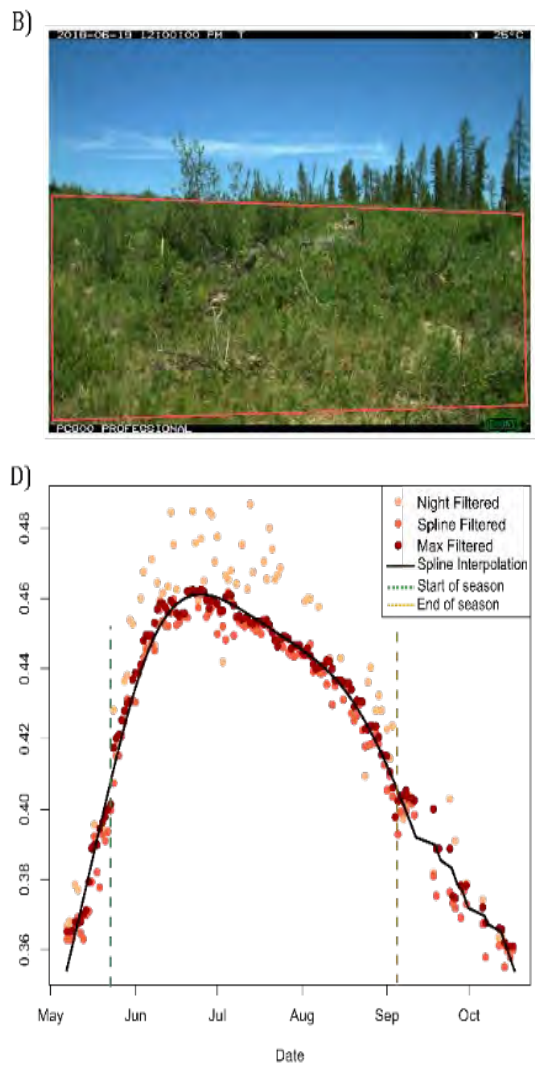 B)
2018-06-19 12:00:00 PM T 25°C
PC900 PROFESSIONAL
D)
Night Filtered
Spline Filtered
Max Filtered
Spline Interpolation
Start of season
End of season
0.48
0.46
0.44
0.42
0.40
0.38
0.36
May Jun Jul Aug Sep Oct
Date